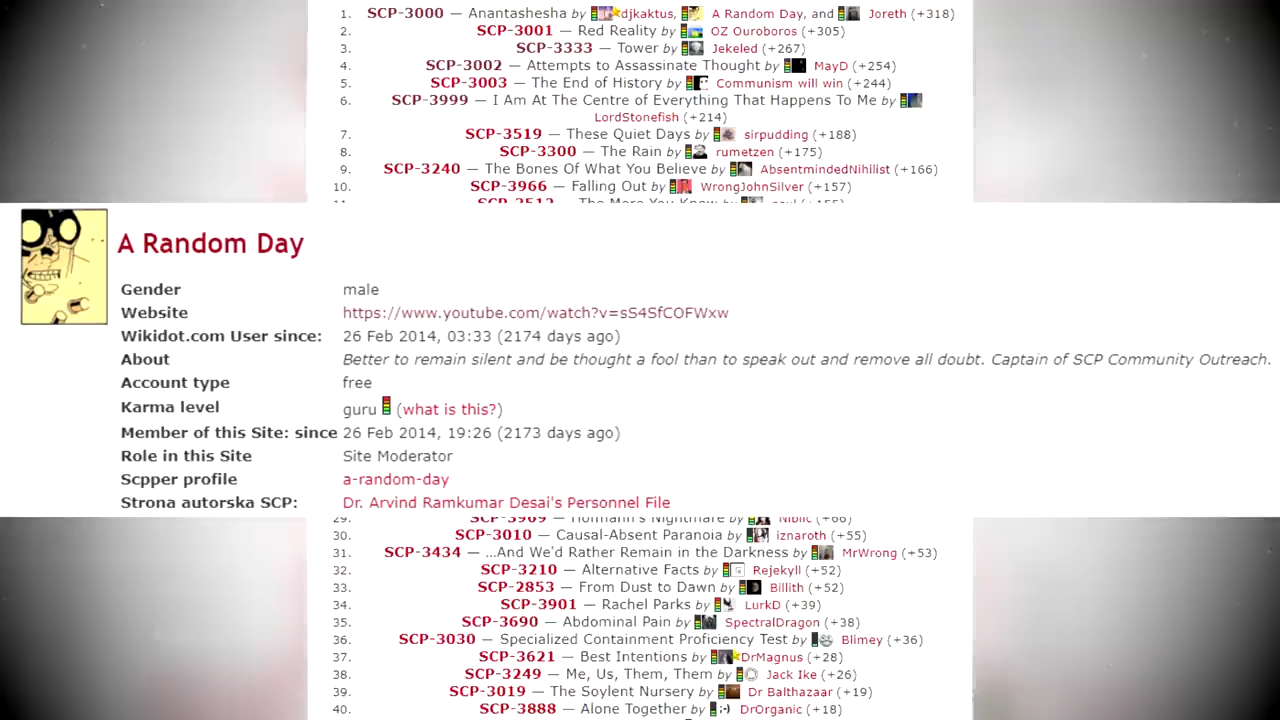 1. SCP-3000 — Anantashesha by djkaktus, A Random Day, and Joreth (+318)
2. SCP-3001 — Red Reality by OZ Ouroboros (+305)
3. SCP-3333 — Tower by Jekeled (+267)
4. SCP-3002 — Attempts to Assassinate Thought by MayD (+254)
5. SCP-3003 — The End of History by Communism will win (+244)
6. SCP-3999 — I Am At The Centre of Everything That Happens To Me by
LordStonefish (+214)
7. SCP-3519 — These Quiet Days by sirpudding (+188)
8. SCP-3300 — The Rain by rumetzen (+175)
9. SCP-3240 — The Bones Of What You Believe by AbsentmindedNihilist (+166)
10. SCP-3966 — Falling Out by WrongJohnSilver (+157)
A Random Day
Gender male
Website https://www.youtube.com/watch?v=sS4SfCOFWxw
Wikidot.com User since: 26 Feb 2014, 03:33 (2174 days ago)
About Better to remain silent and be thought a fool than to speak out and remove all doubt. Captain of SCP Community Outreach.
Account type free
Karma level guru (what is this?)
Member of this Site: since 26 Feb 2014, 19:26 (2173 days ago)
Role in this Site Site Moderator
Scpper profile a-random-day
Strona autorska SCP: Dr. Arvind Ramkumar Desai's Personnel File
29. SCP-3969 — Hofmann's Nightmare by Niblic (+66)
30. SCP-3010 — Causal-Absent Paranoia by iznaroth (+55)
31. SCP-3434 — ...And We'd Rather Remain in the Darkness by MrWrong (+53)
32. SCP-3210 — Alternative Facts by Rejekyll (+52)
33. SCP-2853 — From Dust to Dawn by Billith (+52)
34. SCP-3901 — Rachel Parks by LurkD (+39)
35. SCP-3690 — Abdominal Pain by SpectralDragon (+38)
36. SCP-3030 — Specialized Containment Proficiency Test by Blimey (+36)
37. SCP-3621 — Best Intentions by DrMagnus (+28)
38. SCP-3249 — Me, Us, Them, Them by Jack Ike (+26)
39. SCP-3019 — The Soylent Nursery by Dr Balthazaar (+19)
40. SCP-3888 — Alone Together by DrOrganic (+18)